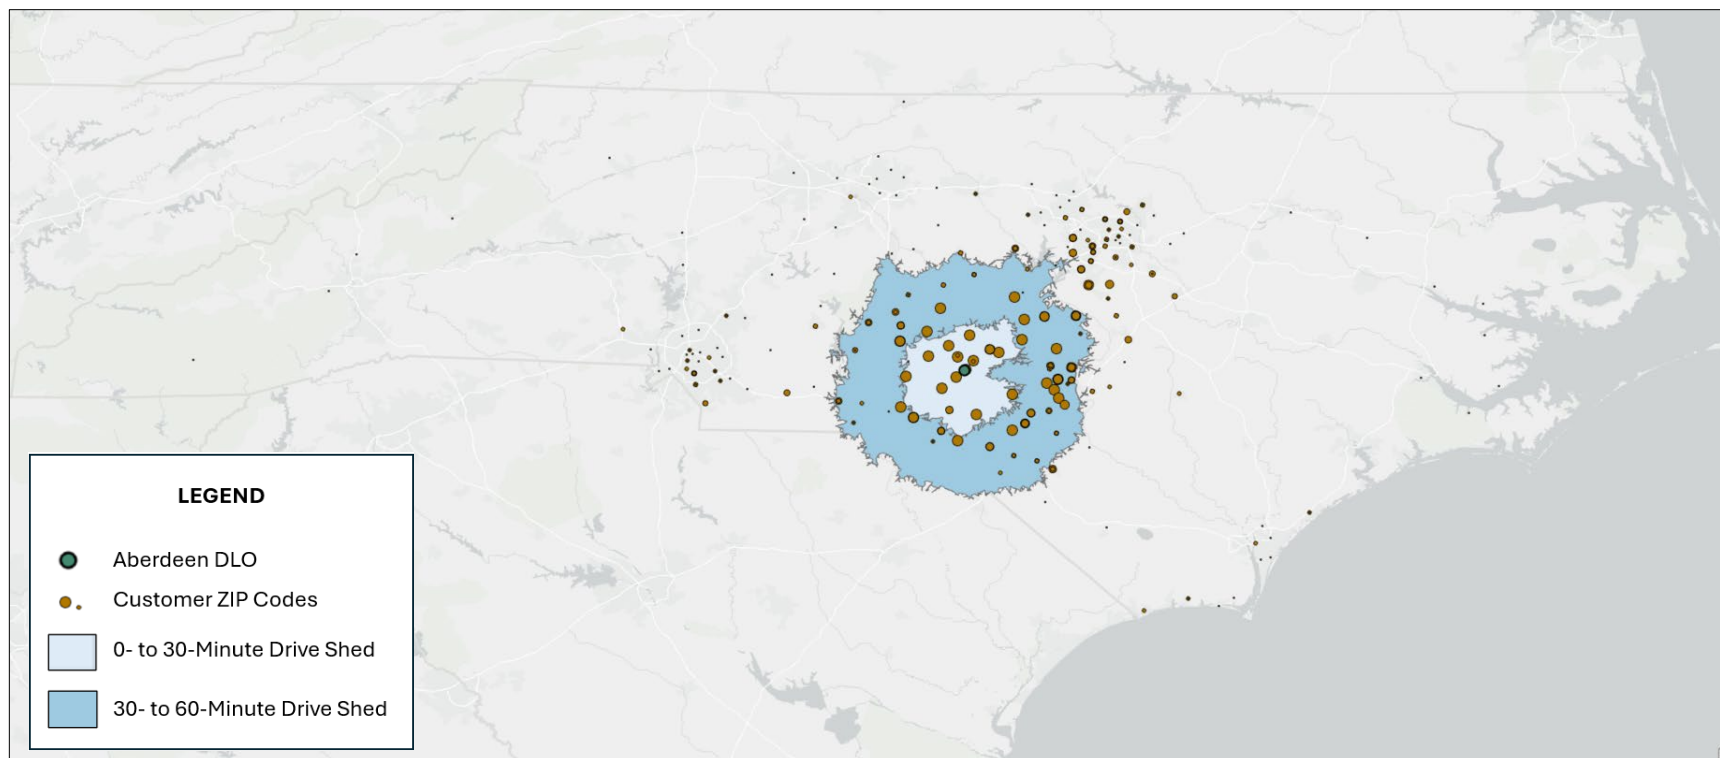 LEGEND
Aberdeen DLO
Customer ZIP Codes
0- to 30-Minute Drive Shed
30- to 60-Minute Drive Shed